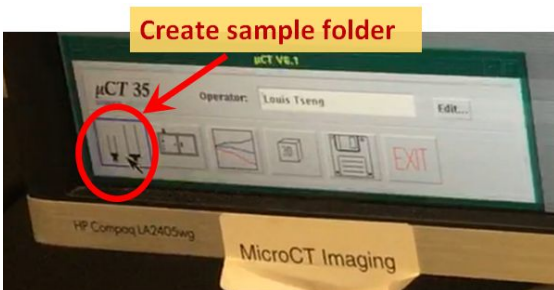 Create sample folder
µCT V6.1
µCT 35
Operator: Louis Tseng Edit...
EXIT
HP Compaq LA2405wg
MicroCT Imaging